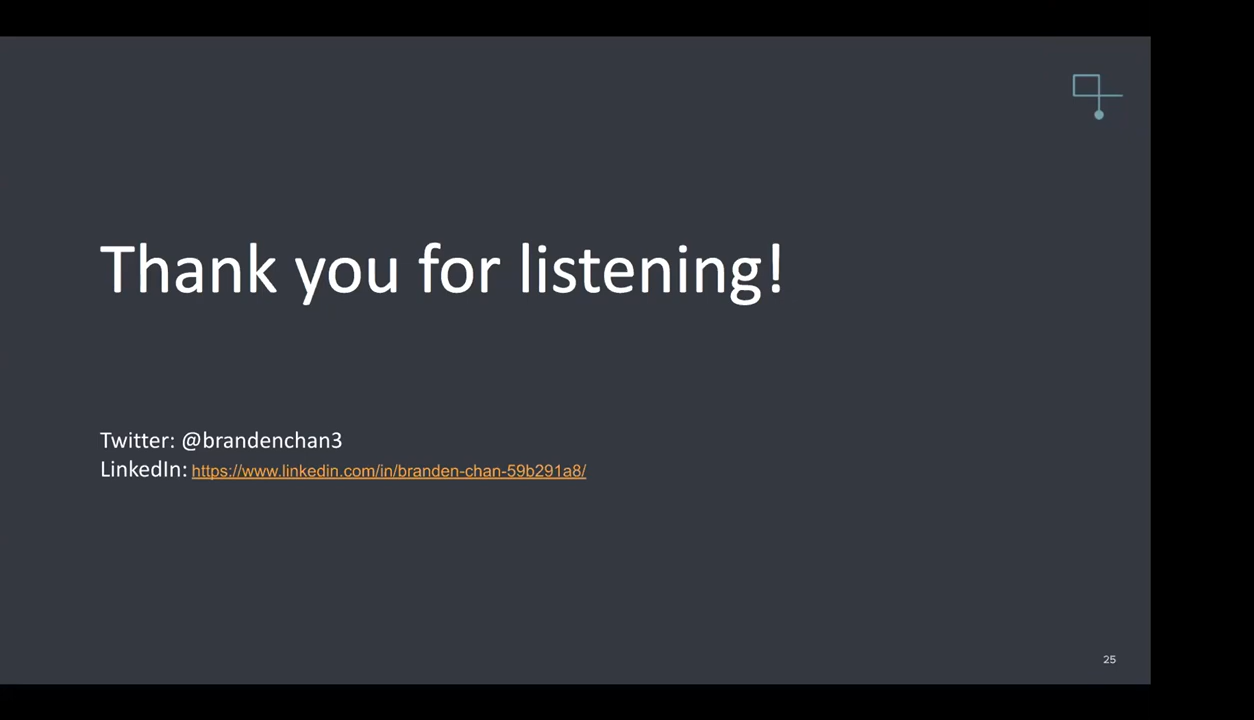 Thank you for listening!
Twitter: @brandenchan3
LinkedIn: https://www.linkedin.com/in/branden-chan-59b291a8/
25